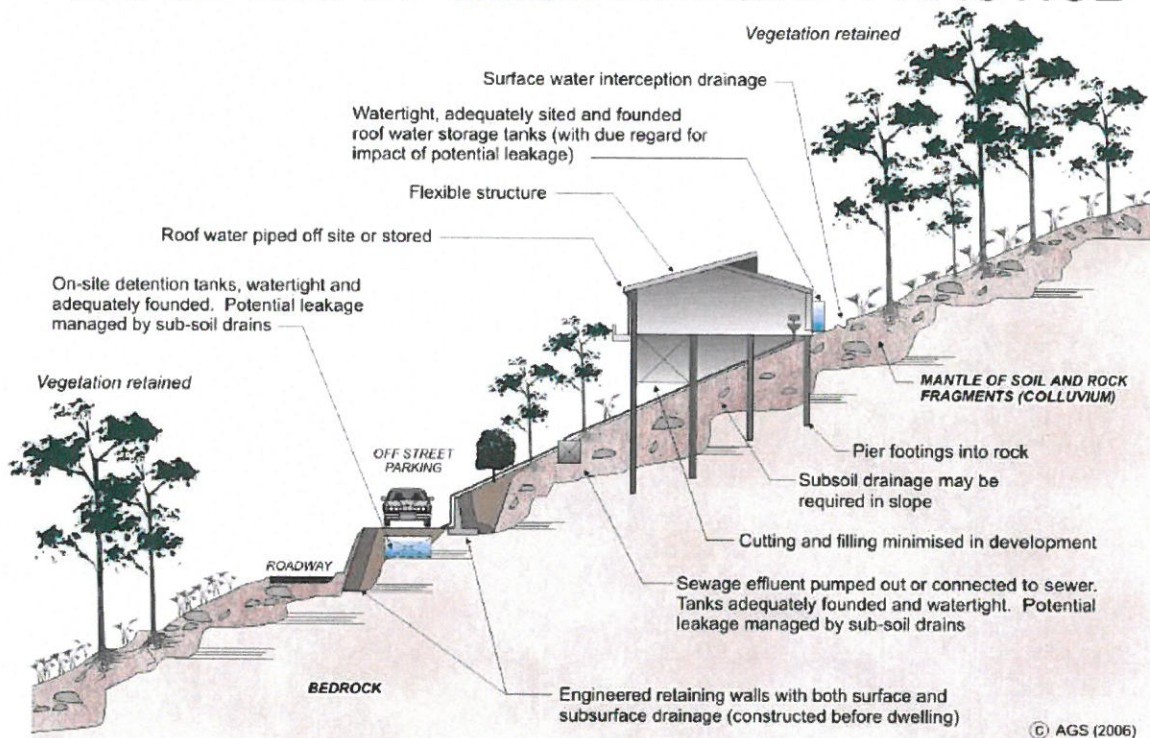 Vegetation retained
Surface water interception drainage
Watertight, adequately sited and founded
roof water storage tanks (with due regard for
impact of potential leakage)
Flexible structure
Roof water piped off site or stored
On-site detention tanks, watertight and
adequately founded. Potential leakage
managed by sub-soil drains
Vegetation retained
OFF STREET
PARKING
MANTLE OF SOIL AND ROCK
FRAGMENTS (COLLUVIUM)
Pier footings into rock
Subsoil drainage may be
required in slope
Cutting and filling minimised in development
ROADWAY
Sewage effluent pumped out or connected to sewer.
Tanks adequately founded and watertight. Potential
leakage managed by sub-soil drains
BEDROCK
Engineered retaining walls with both surface and
subsurface drainage (constructed before dwelling)
© AGS (2006)